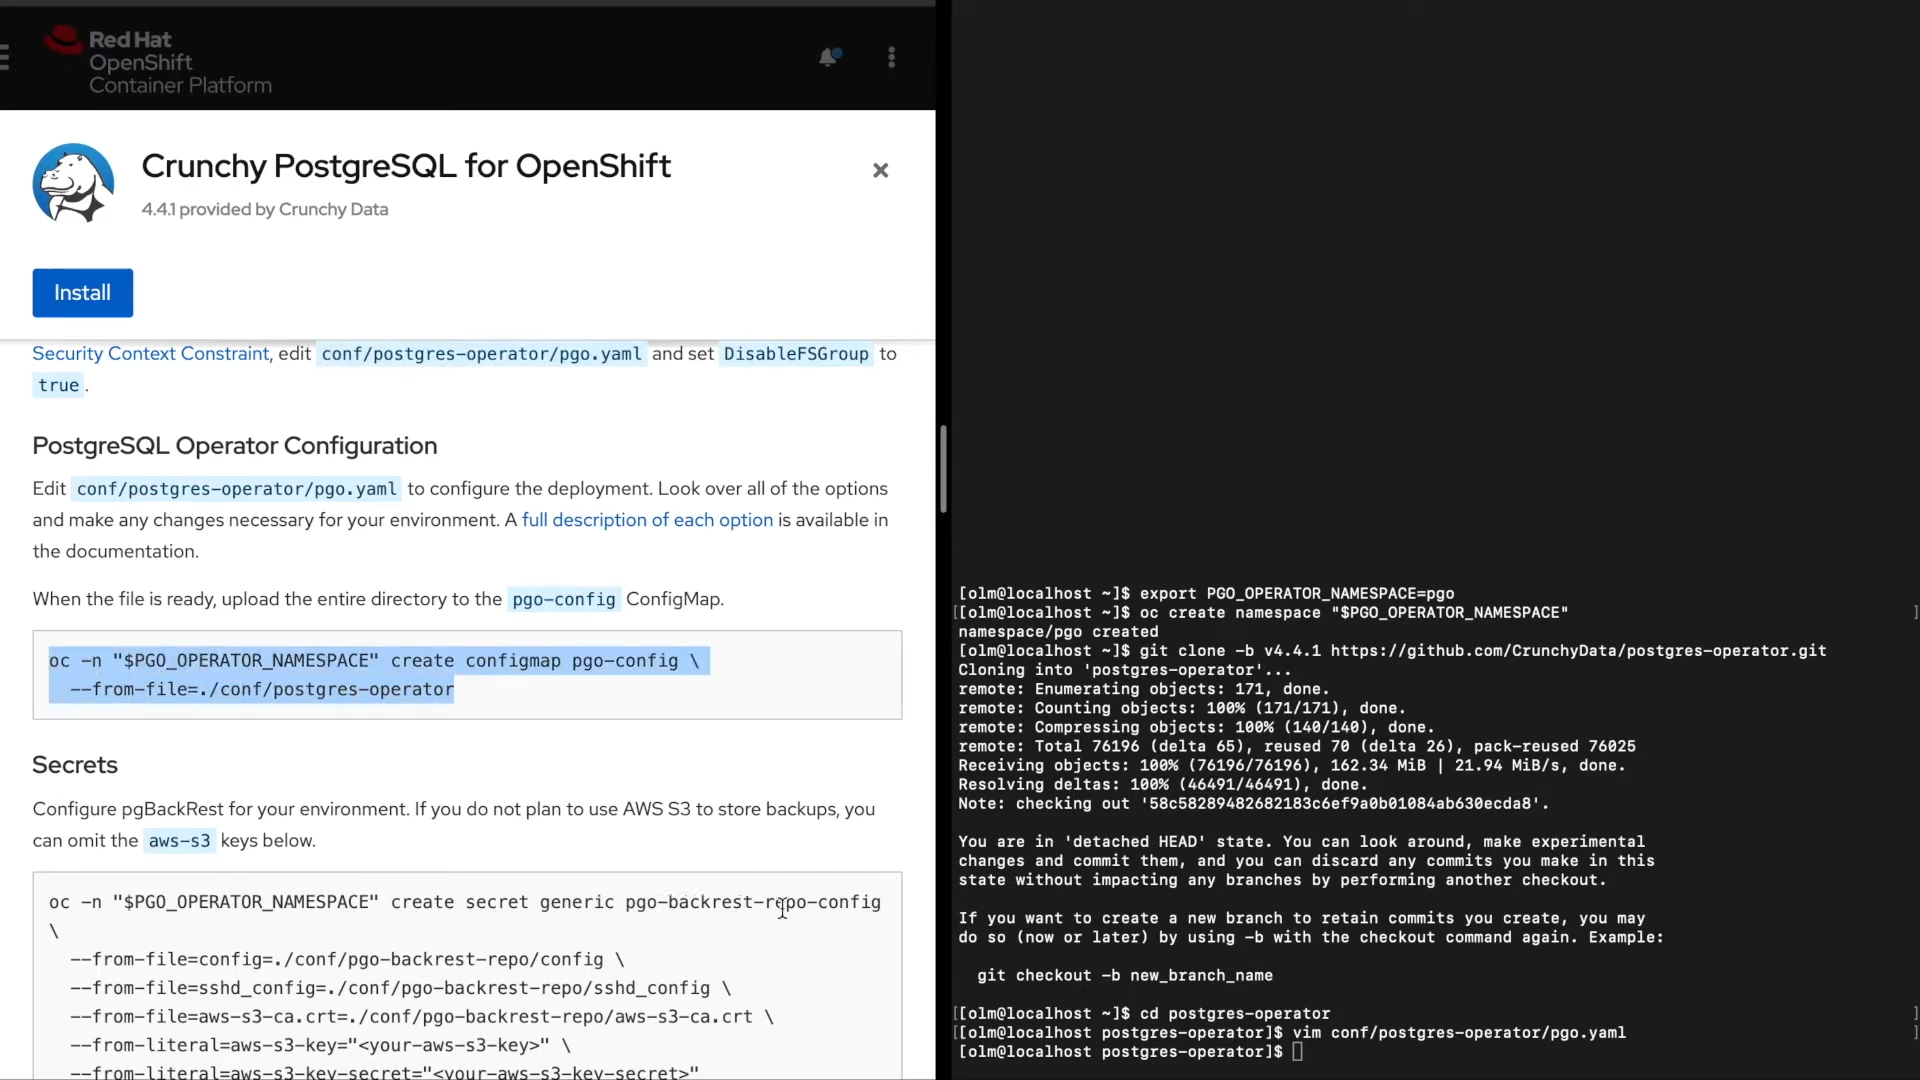 Red Hat
OpenShift
Container Platform
Crunchy PostgreSQL for OpenShift
4.4.1 provided by Crunchy Data
Install
Security Context Constraint, edit conf/postgres-operator/pgo.yaml and set DisableFSGroup to
true .
PostgreSQL Operator Configuration
Edit conf/postgres-operator/pgo.yaml to configure the deployment. Look over all of the options
and make any changes necessary for your environment. A full description of each option is available in
the documentation.
When the file is ready, upload the entire directory to the pgo-config ConfigMap.
oc -n "$PGO_OPERATOR_NAMESPACE" create configmap pgo-config \
--from-file=./conf/postgres-operator
Secrets
Configure pgBackRest for your environment. If you do not plan to use AWS S3 to store backups, you
can omit the aws-s3 keys below.
oc -n "$PGO_OPERATOR_NAMESPACE" create secret generic pgo-backrest-repo-config
\
--from-file=config=./conf/pgo-backrest-repo/config \
--from-file=sshd_config=./conf/pgo-backrest-repo/sshd_config \
--from-file=aws-s3-ca.crt=./conf/pgo-backrest-repo/aws-s3-ca.crt \
--from-literal=aws-s3-key="<your-aws-s3-key>" \
--from-literal=aws-s3-key-secret="<your-aws-s3-key-secret>"
[olm@localhost ~]$ export PGO_OPERATOR_NAMESPACE=pgo
[[olm@localhost ~]$ oc create namespace "$PGO_OPERATOR_NAMESPACE" ]
namespace/pgo created
[olm@localhost ~]$ git clone -b v4.4.1 https://github.com/CrunchyData/postgres-operator.git
Cloning into 'postgres-operator'...
remote: Enumerating objects: 171, done.
remote: Counting objects: 100% (171/171), done.
remote: Compressing objects: 100% (140/140), done.
remote: Total 76196 (delta 65), reused 70 (delta 26), pack-reused 76025
Receiving objects: 100% (76196/76196), 162.34 MiB | 21.94 MiB/s, done.
Resolving deltas: 100% (46491/46491), done.
Note: checking out '58c58289482682183c6ef9a0b01084ab630ecda8'.
You are in 'detached HEAD' state. You can look around, make experimental
changes and commit them, and you can discard any commits you make in this
state without impacting any branches by performing another checkout.
If you want to create a new branch to retain commits you create, you may
do so (now or later) by using -b with the checkout command again. Example:
git checkout -b new_branch_name
[[olm@localhost ~]$ cd postgres-operator ]
[[olm@localhost postgres-operator]$ vim conf/postgres-operator/pgo.yaml ]
[olm@localhost postgres-operator]$